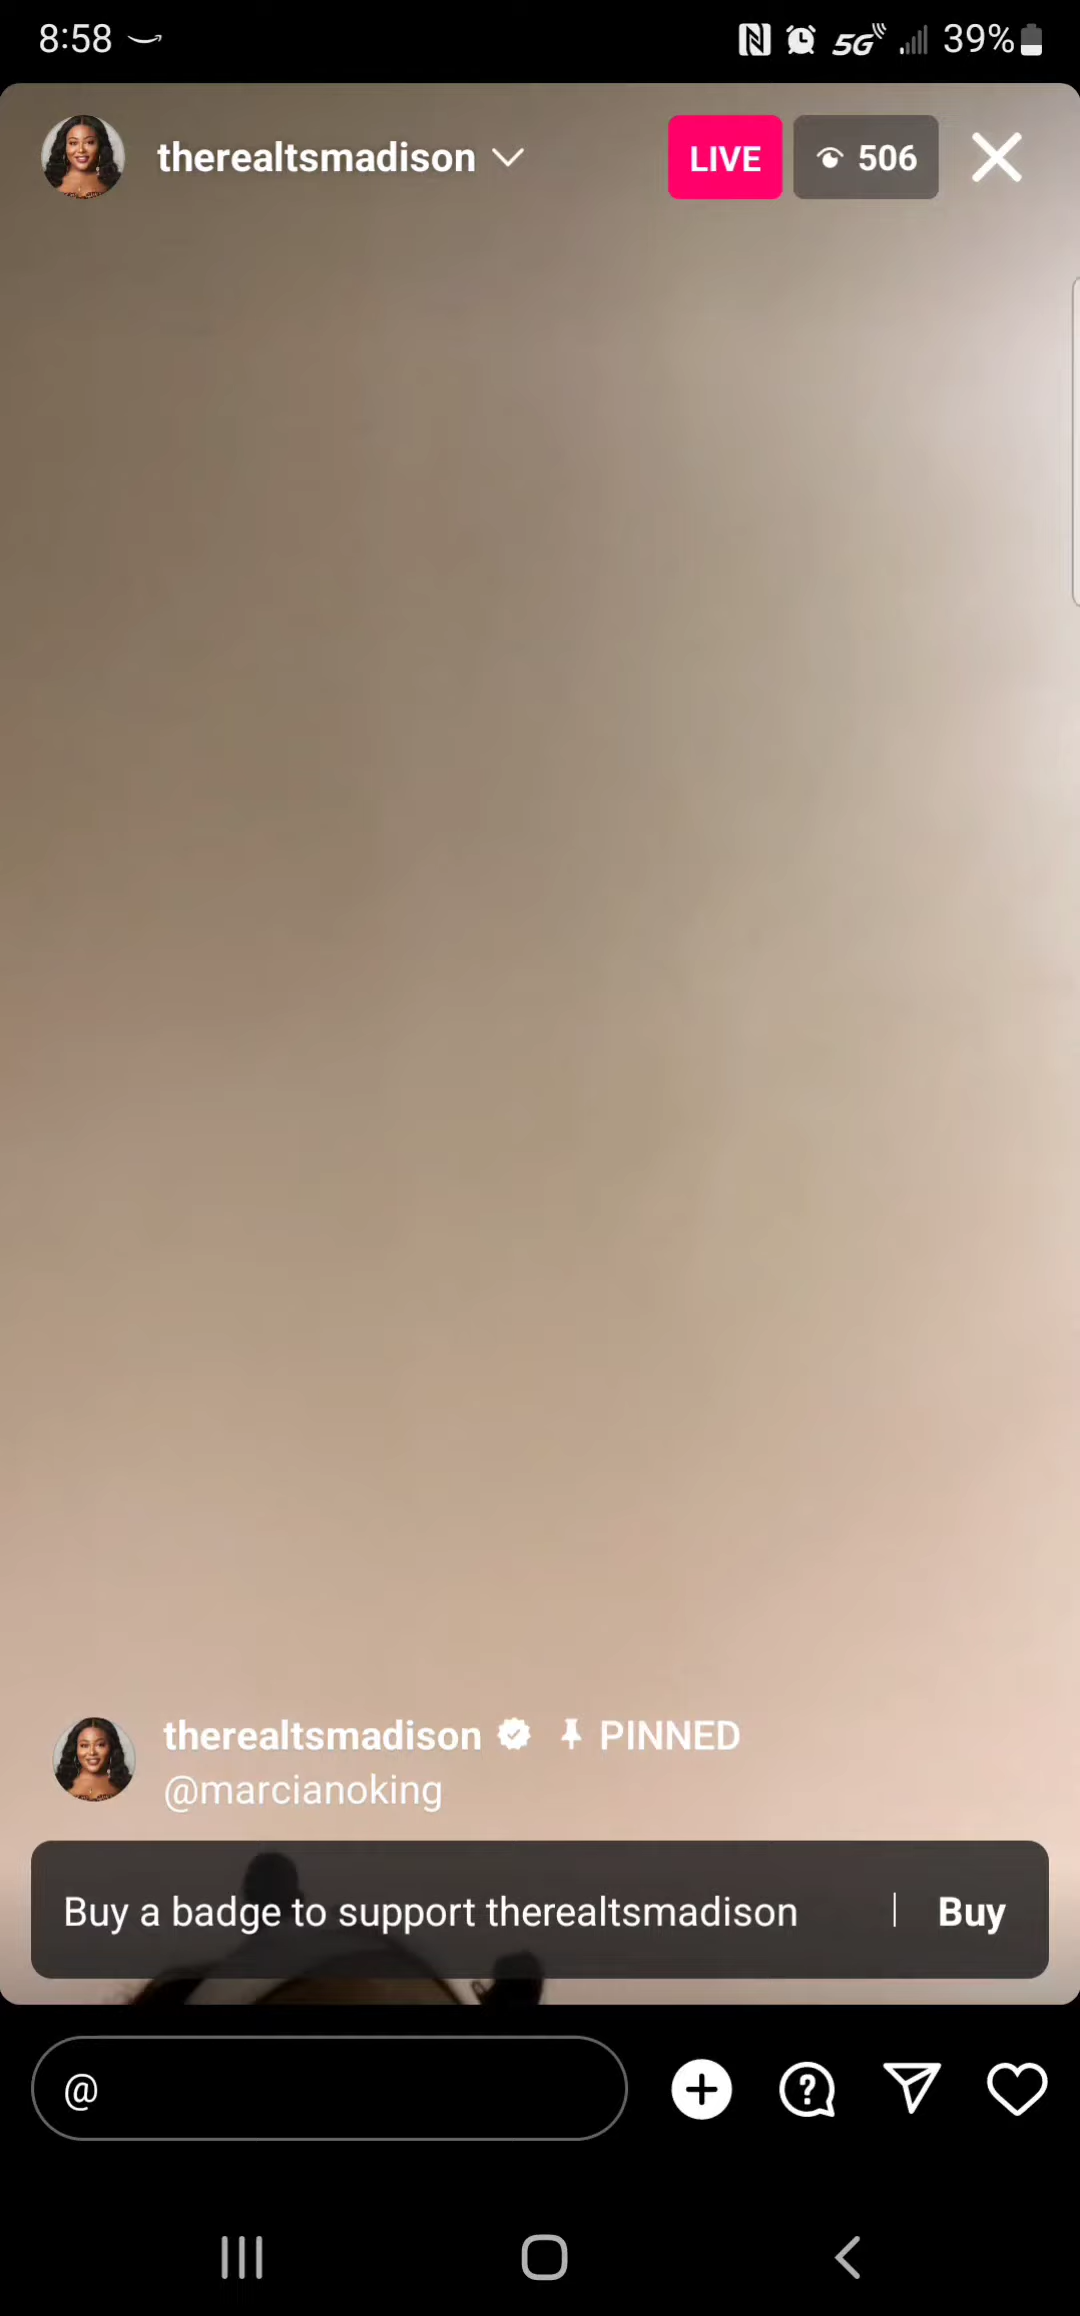 8:58 5G 39%
therealtsmadison LIVE 506
therealtsmadison PINNED
@marcianoking
Buy a badge to support therealtsmadison | Buy
@